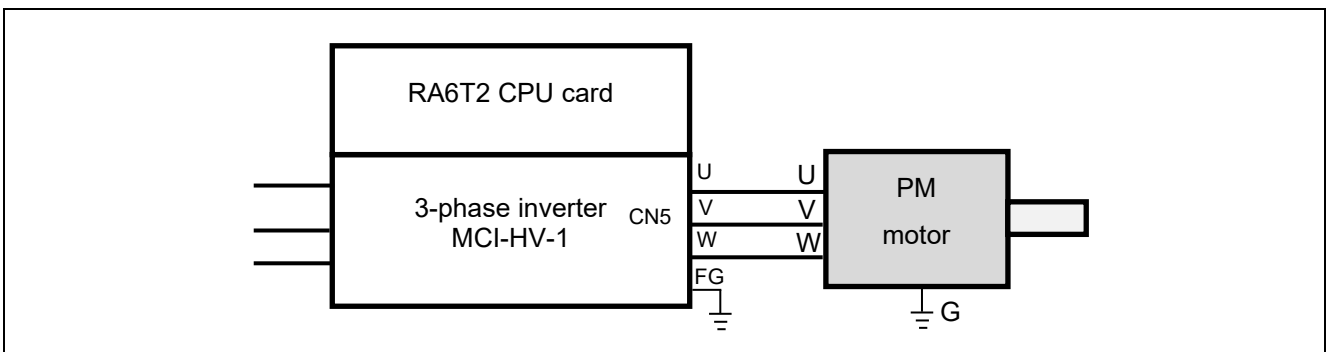 RA6T2 CPU card
3-phase inverter
MCI-HV-1
CN5
U
V
W
FG
U
V
W
PM
motor
G